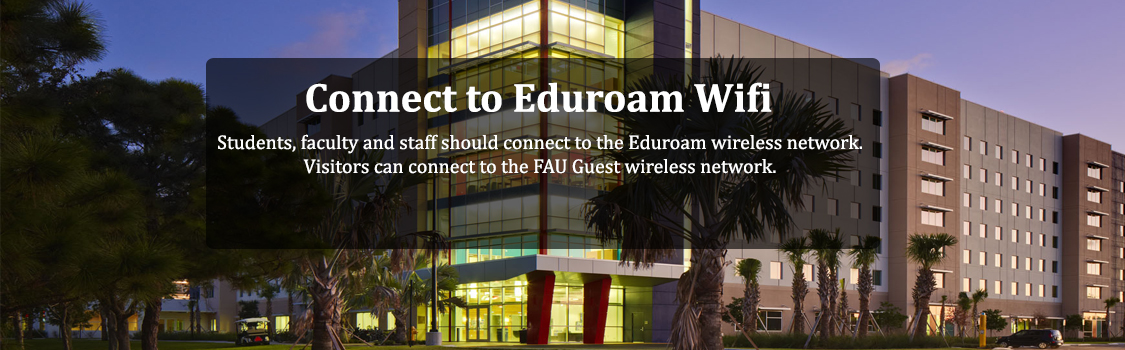 Connect to Eduroam Wifi
Students, faculty and staff should connect to the Eduroam wireless network.
Visitors can connect to the FAU Guest wireless network.